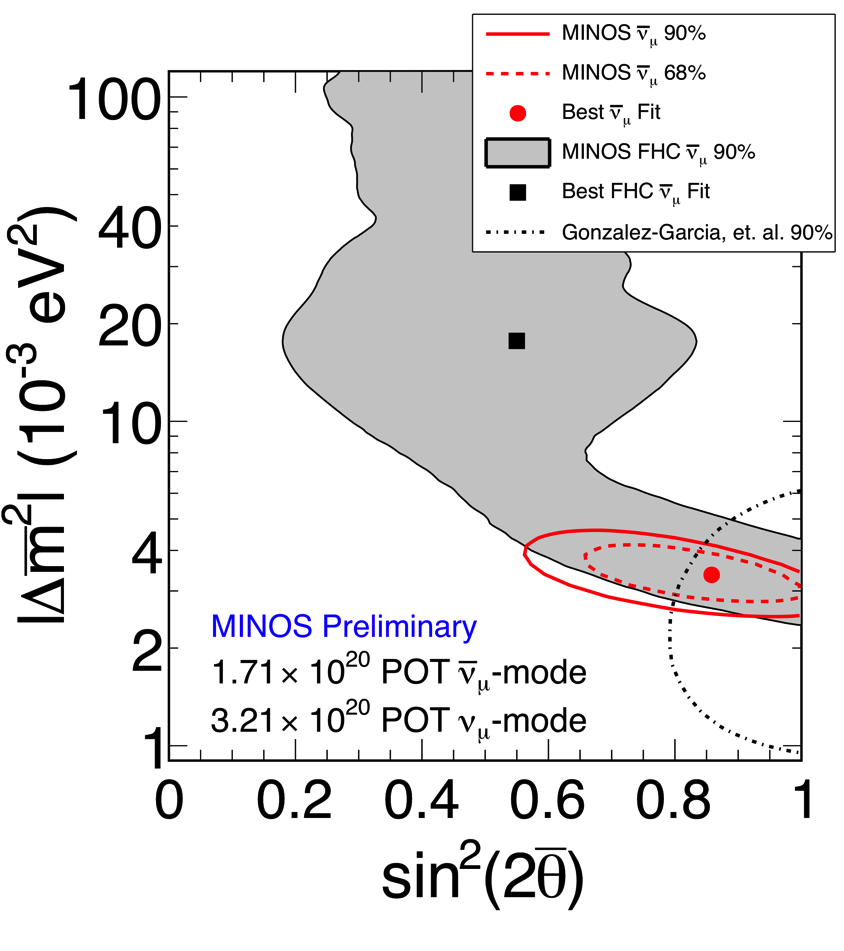 MINOS ν̅μ 90%
MINOS ν̅μ 68%
Best ν̅μ Fit
MINOS FHC ν̅μ 90%
Best FHC ν̅μ Fit
Gonzalez-Garcia, et. al. 90%
|Δm̅²| (10⁻³ eV²)
100
40
20
10
4
2
1
MINOS Preliminary
1.71 × 10²⁰ POT ν̅μ-mode
3.21 × 10²⁰ POT νμ-mode
0 0.2 0.4 0.6 0.8 1
sin²(2θ̅)